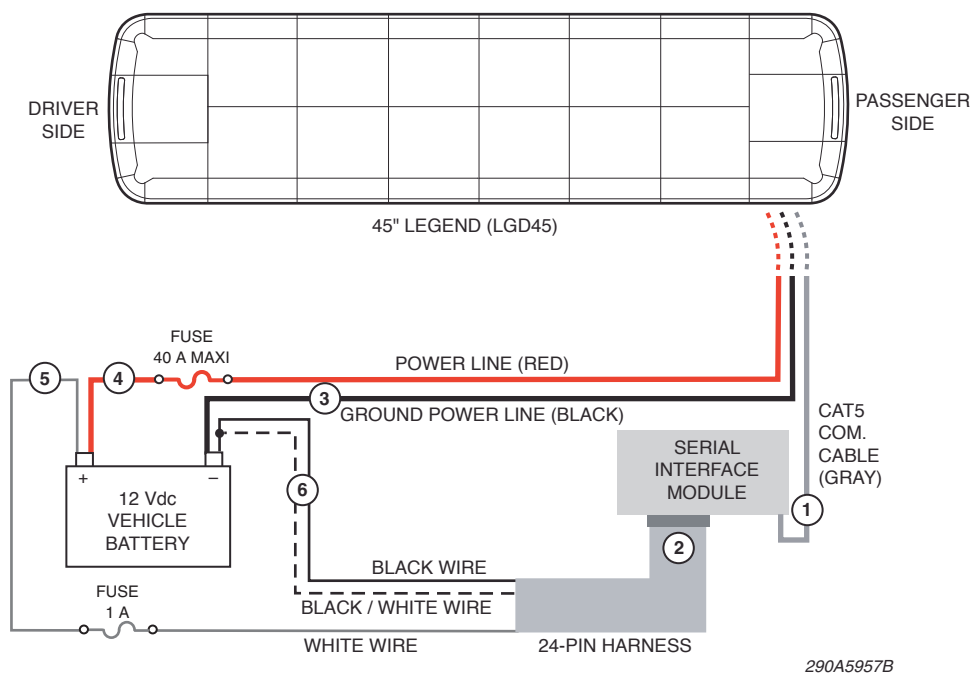 DRIVER
SIDE
PASSENGER
SIDE
45" LEGEND (LGD45)
FUSE
40 A MAXI
POWER LINE (RED)
5
4
3
GROUND POWER LINE (BLACK)
CAT5
COM.
CABLE
(GRAY)
SERIAL
INTERFACE
MODULE
+
–
12 Vdc
VEHICLE
BATTERY
6
1
2
BLACK WIRE
FUSE
1 A
BLACK / WHITE WIRE
WHITE WIRE
24-PIN HARNESS
290A5957B